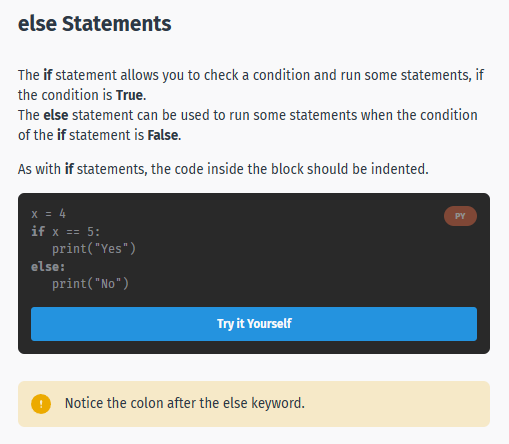 else Statements
The if statement allows you to check a condition and run some statements, if
the condition is True.
The else statement can be used to run some statements when the condition
of the if statement is False.
As with if statements, the code inside the block should be indented.
PY
x = 4
if x == 5:
   print("Yes")
else:
   print("No")
Try it Yourself
! Notice the colon after the else keyword.